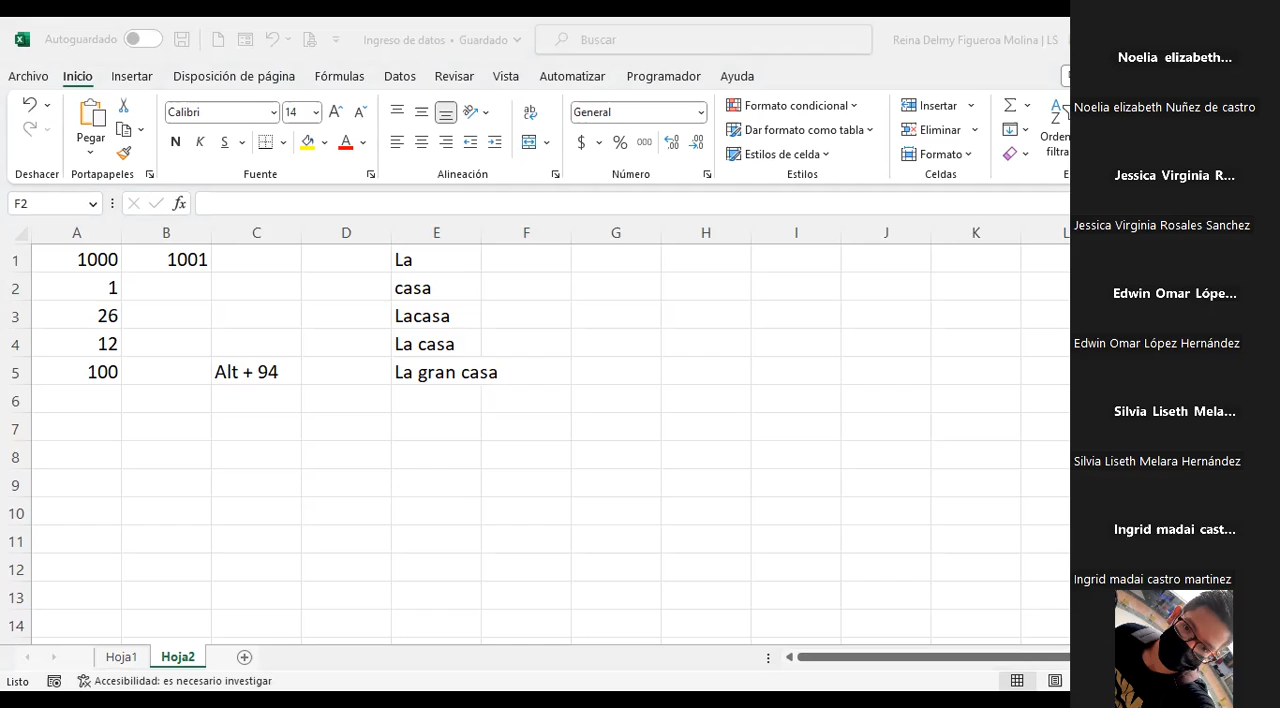 Autoguardado Ingreso de datos • Guardado Buscar Reina Delmy Figueroa Molina | LS
Archivo Inicio Insertar Disposición de página Fórmulas Datos Revisar Vista Automatizar Programador Ayuda
Calibri 14 General Formato condicional Insertar
Pegar Dar formato como tabla Eliminar Orden
N K S $ % 000 Estilos de celda Formato filtra
Deshacer Portapapeles Fuente Alineación Número Estilos Celdas E
F2 fx
A B C D E F G H I J K L
1 1000 1001 La
2 1 casa
3 26 Lacasa
4 12 La casa
5 100 Alt + 94 La gran casa
6
7
8
9
10
11
12
13
14
Hoja1 Hoja2
Listo Accesibilidad: es necesario investigar
Noelia elizabeth...
Noelia elizabeth Nuñez de castro
Jessica Virginia R...
Jessica Virginia Rosales Sanchez
Edwin Omar Lópe...
Edwin Omar López Hernández
Silvia Liseth Mela...
Silvia Liseth Melara Hernández
Ingrid madai cast...
Ingrid madai castro martinez